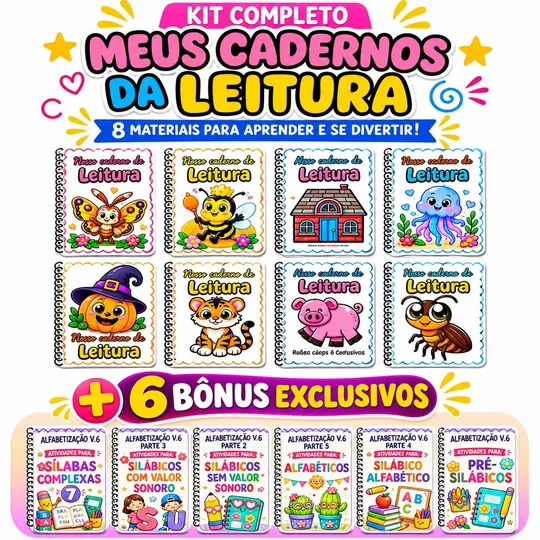 KIT COMPLETO
MEUS CADERNOS
DA LEITURA
8 MATERIAIS PARA APRENDER E SE DIVERTIR!
Nosso caderno de
Leitura
Nosso caderno de
Leitura
Nosso caderno de
Leitura
Nosso caderno de
Leitura
Nosso caderno de
Leitura
Nosso caderno de
Leitura
Nosso caderno de
Leitura
Nosso caderno de
Leitura
+ 6 BÔNUS EXCLUSIVOS
ALFABETIZAÇÃO V.6
ATIVIDADES PARA:
SÍLABAS
COMPLEXAS
7
ALFABETIZAÇÃO V.6
PARTE 3
ATIVIDADES PARA:
SILÁBICOS
COM VALOR
SONORO
S U
ALFABETIZAÇÃO V.6
PARTE 2
ATIVIDADES PARA:
SILÁBICOS
SEM VALOR
SONORO
ALFABETIZAÇÃO V.6
PARTE 5
ATIVIDADES PARA:
ALFABÉTICOS
ALFABETIZAÇÃO V.6
PARTE 4
ATIVIDADES PARA:
SILÁBICO
ALFABÉTICO
A B
C
ALFABETIZAÇÃO V.6
ATIVIDADES PARA:
PRÉ-
SILÁBICOS